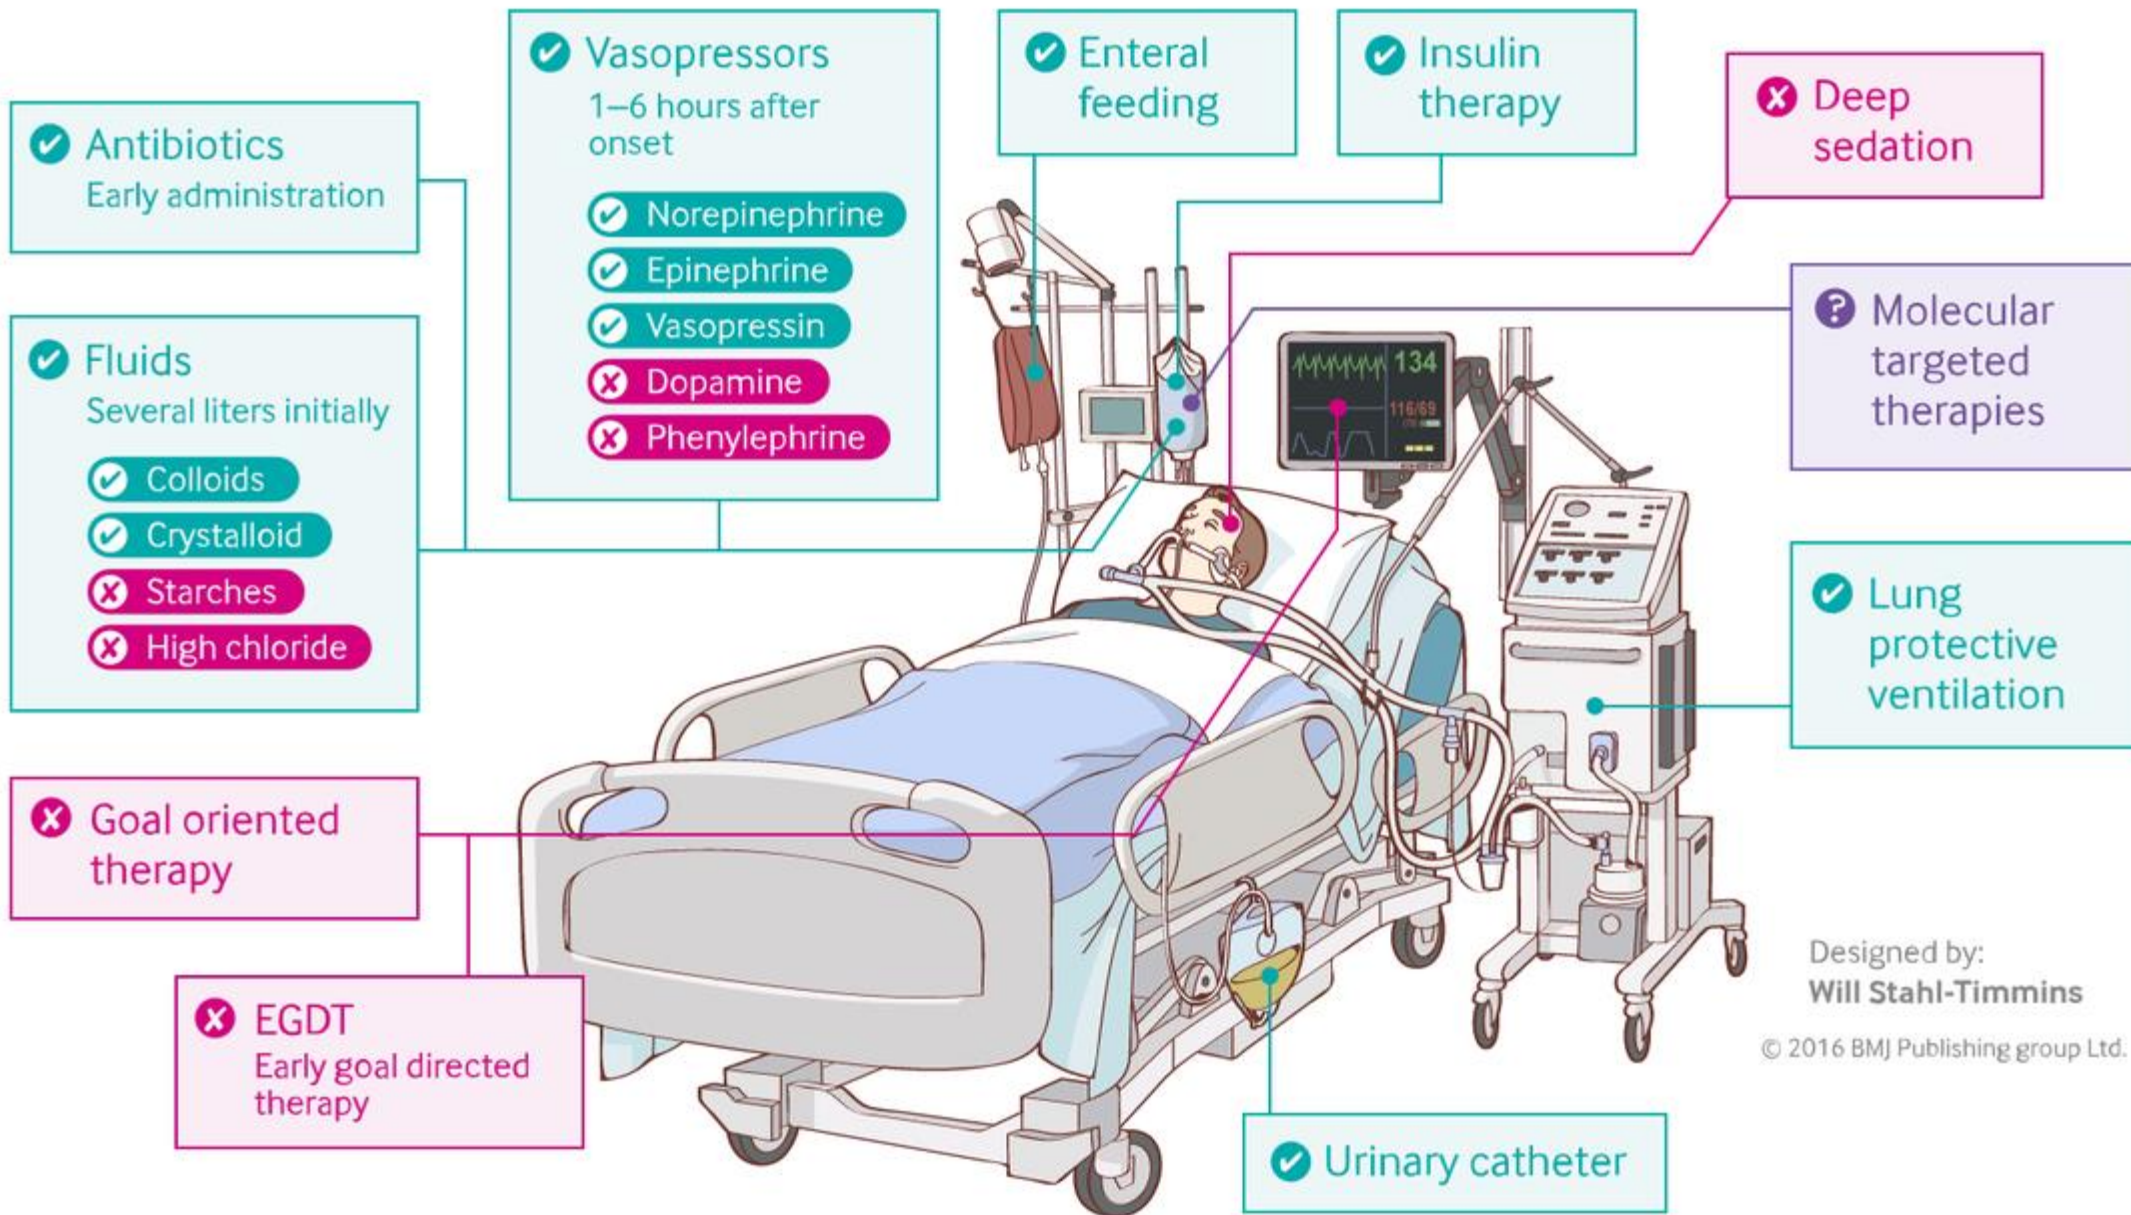 Antibiotics
Early administration
Fluids
Several liters initially
Colloids
Crystalloid
Starches
High chloride
Goal oriented
therapy
EGDT
Early goal directed
therapy
Vasopressors
1–6 hours after
onset
Norepinephrine
Epinephrine
Vasopressin
Dopamine
Phenylephrine
Enteral
feeding
Insulin
therapy
Deep
sedation
Molecular
targeted
therapies
134
116/69
Lung
protective
ventilation
Urinary catheter
Designed by:
Will Stahl-Timmins
© 2016 BMJ Publishing group Ltd.